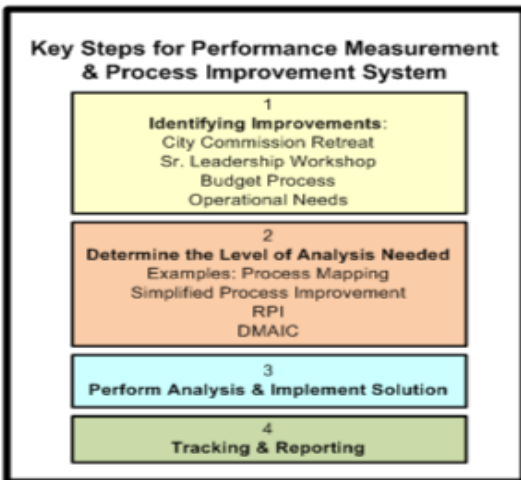 Key Steps for Performance Measurement
& Process Improvement System
1
Identifying Improvements:
City Commission Retreat
Sr. Leadership Workshop
Budget Process
Operational Needs
2
Determine the Level of Analysis Needed
Examples: Process Mapping
Simplified Process Improvement
RPI
DMAIC
3
Perform Analysis & Implement Solution
4
Tracking & Reporting